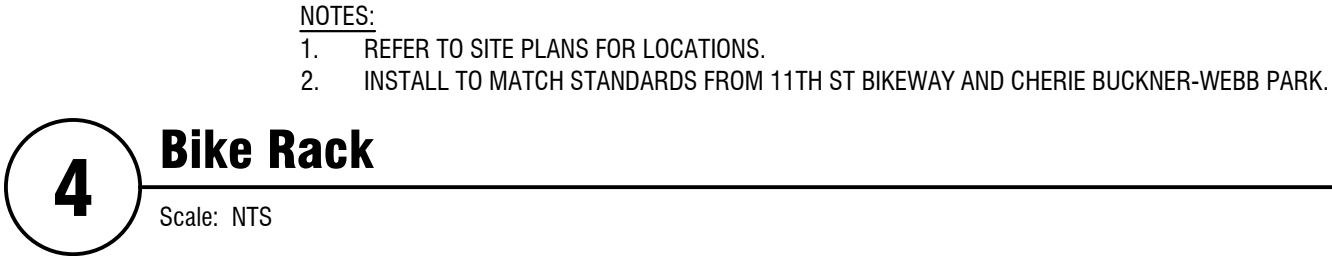 NOTES:
1. REFER TO SITE PLANS FOR LOCATIONS.
2. INSTALL TO MATCH STANDARDS FROM 11TH ST BIKEWAY AND CHERIE BUCKNER-WEBB PARK.
4 Bike Rack
Scale: NTS